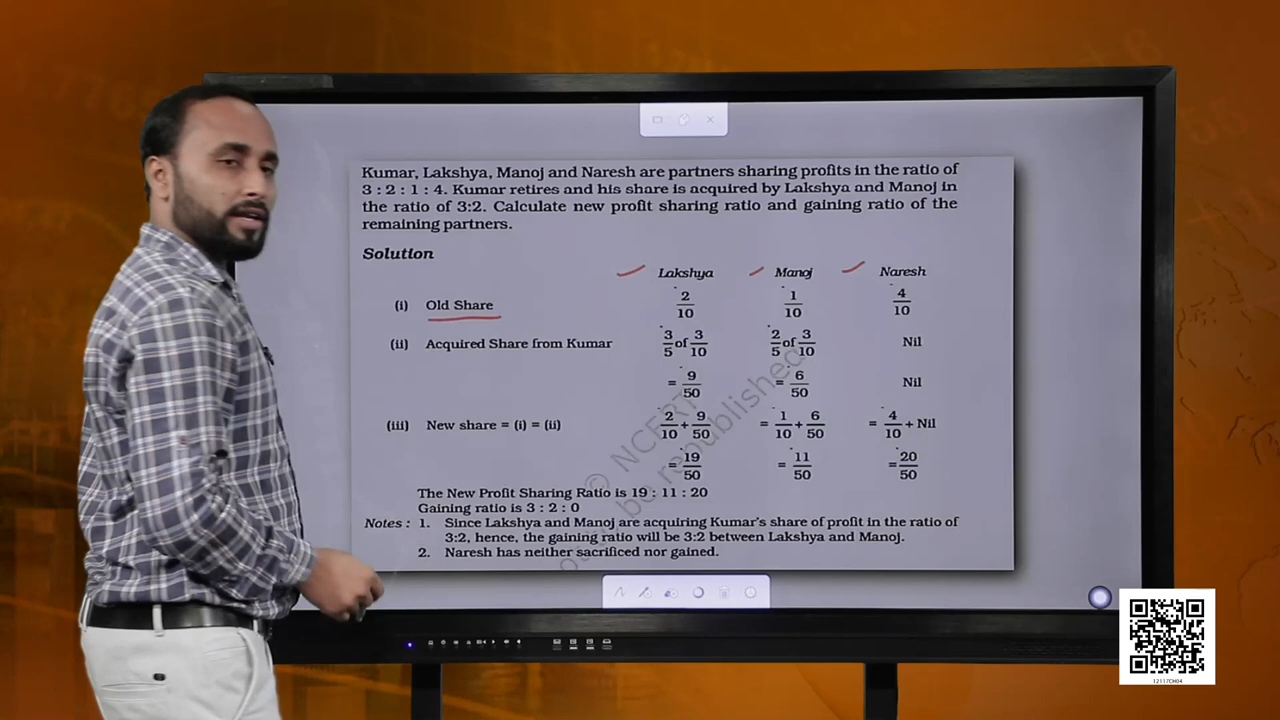 Kumar, Lakshya, Manoj and Naresh are partners sharing profits in the ratio of
3 : 2 : 1 : 4. Kumar retires and his share is acquired by Lakshya and Manoj in
the ratio of 3:2. Calculate new profit sharing ratio and gaining ratio of the
remaining partners.
Solution
Lakshya Manoj Naresh
(i) Old Share 2/10 1/10 4/10
(ii) Acquired Share from Kumar 3/5 of 3/10 2/5 of 3/10 Nil
= 9/50 = 6/50 Nil
(iii) New share = (i) = (ii) 2/10 + 9/50 = 1/10 + 6/50 = 4/10 + Nil
= 19/50 = 11/50 = 20/50
The New Profit Sharing Ratio is 19 : 11 : 20
Gaining ratio is 3 : 2 : 0
Notes : 1. Since Lakshya and Manoj are acquiring Kumar's share of profit in the ratio of
3:2, hence, the gaining ratio will be 3:2 between Lakshya and Manoj.
2. Naresh has neither sacrificed nor gained.
© NCERT
be republished
12117CH04